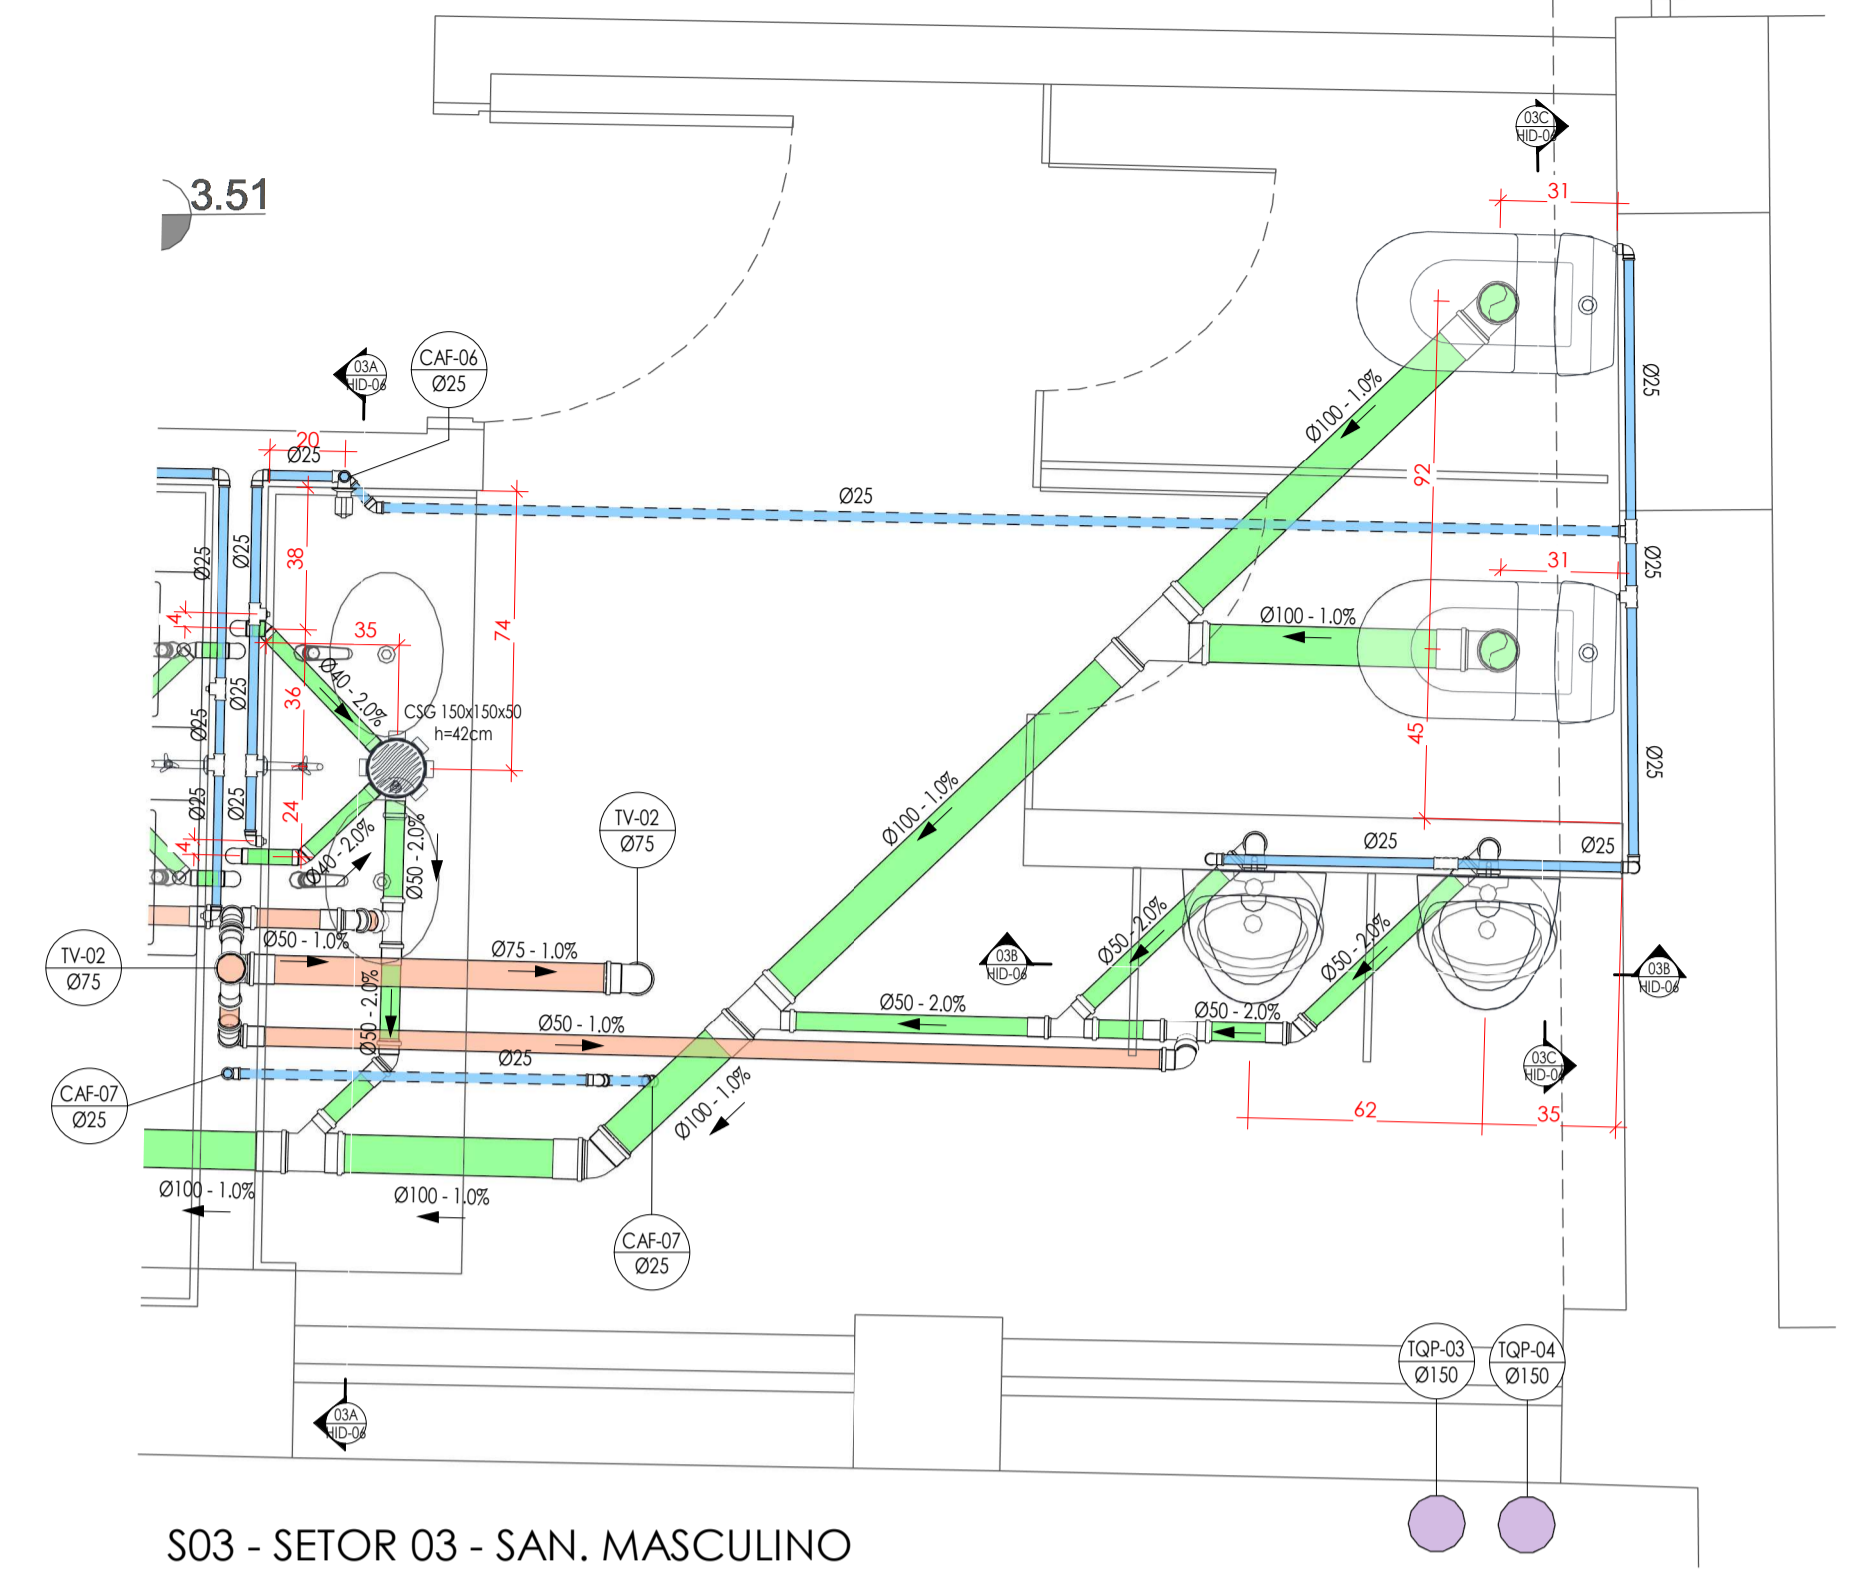 03C
HID-06
31
3.51
CAF-06
Ø25
03A
HID-06
Ø25
Ø100 - 1.0%
20
Ø25
92
Ø25
Ø25
Ø25
38
31
Ø25
4
35
74
Ø100 - 1.0%
Ø40 - 2.0%
36
Ø25
Ø25
CSG 150x150x50
h=42cm
45
Ø25
Ø100 - 1.0%
24
Ø25
Ø25
TV-02
Ø75
4
Ø40 - 2.0%
Ø50 - 2.0%
Ø25
Ø25
Ø50 - 1.0%
Ø75 - 1.0%
Ø50 - 2.0%
Ø50 - 2.0%
TV-02
Ø75
03B
HID-06
03B
HID-06
Ø50 - 2.0%
Ø50 - 2.0%
Ø50 - 2.0%
Ø50 - 1.0%
Ø25
03C
HID-06
CAF-07
Ø25
Ø100 - 1.0%
62
35
Ø100 - 1.0%
Ø100 - 1.0%
CAF-07
Ø25
TQP-03
Ø150
TQP-04
Ø150
03A
HID-06
S03 - SETOR 03 - SAN. MASCULINO